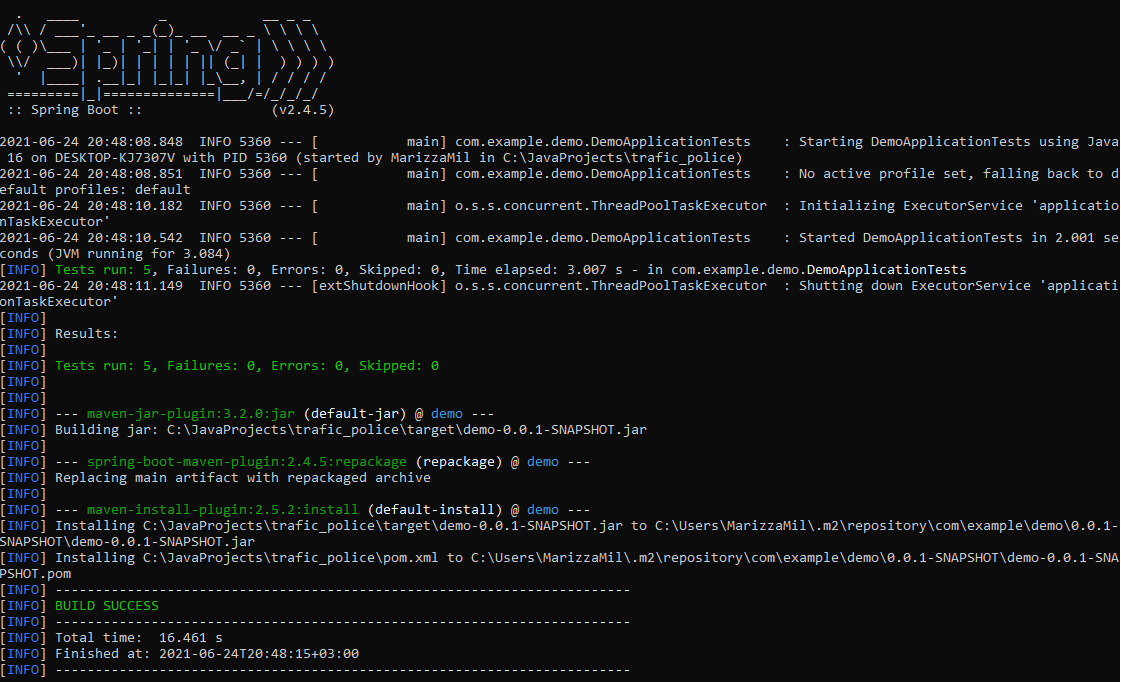 .   ____          _            __ _ _
 /\\ / ___'_ __ _ _(_)_ __  __ _ \ \ \ \
( ( )\___ | '_ | '_| | '_ \/ _` | \ \ \ \
 \\/  ___)| |_)| | | | | || (_| |  ) ) ) )
  '  |____| .__|_| |_|_| |_\__, | / / / /
 =========|_|==============|___/=/_/_/_/
 :: Spring Boot ::                (v2.4.5)
2021-06-24 20:48:08.848  INFO 5360 --- [           main] com.example.demo.DemoApplicationTests    : Starting DemoApplicationTests using Java
 16 on DESKTOP-KJ7307V with PID 5360 (started by MarizzaMil in C:\JavaProjects\trafic_police)
2021-06-24 20:48:08.851  INFO 5360 --- [           main] com.example.demo.DemoApplicationTests    : No active profile set, falling back to d
efault profiles: default
2021-06-24 20:48:10.182  INFO 5360 --- [           main] o.s.s.concurrent.ThreadPoolTaskExecutor  : Initializing ExecutorService 'applicatio
nTaskExecutor'
2021-06-24 20:48:10.542  INFO 5360 --- [           main] com.example.demo.DemoApplicationTests    : Started DemoApplicationTests in 2.001 se
conds (JVM running for 3.084)
[INFO] Tests run: 5, Failures: 0, Errors: 0, Skipped: 0, Time elapsed: 3.007 s - in com.example.demo.DemoApplicationTests
2021-06-24 20:48:11.149  INFO 5360 --- [extShutdownHook] o.s.s.concurrent.ThreadPoolTaskExecutor  : Shutting down ExecutorService 'applicati
onTaskExecutor'
[INFO]
[INFO] Results:
[INFO]
[INFO] Tests run: 5, Failures: 0, Errors: 0, Skipped: 0
[INFO]
[INFO]
[INFO] --- maven-jar-plugin:3.2.0:jar (default-jar) @ demo ---
[INFO] Building jar: C:\JavaProjects\trafic_police\target\demo-0.0.1-SNAPSHOT.jar
[INFO]
[INFO] --- spring-boot-maven-plugin:2.4.5:repackage (repackage) @ demo ---
[INFO] Replacing main artifact with repackaged archive
[INFO]
[INFO] --- maven-install-plugin:2.5.2:install (default-install) @ demo ---
[INFO] Installing C:\JavaProjects\trafic_police\target\demo-0.0.1-SNAPSHOT.jar to C:\Users\MarizzaMil\.m2\repository\com\example\demo\0.0.1-
SNAPSHOT\demo-0.0.1-SNAPSHOT.jar
[INFO] Installing C:\JavaProjects\trafic_police\pom.xml to C:\Users\MarizzaMil\.m2\repository\com\example\demo\0.0.1-SNAPSHOT\demo-0.0.1-SNA
PSHOT.pom
[INFO] ------------------------------------------------------------------------
[INFO] BUILD SUCCESS
[INFO] ------------------------------------------------------------------------
[INFO] Total time:  16.461 s
[INFO] Finished at: 2021-06-24T20:48:15+03:00
[INFO] ------------------------------------------------------------------------